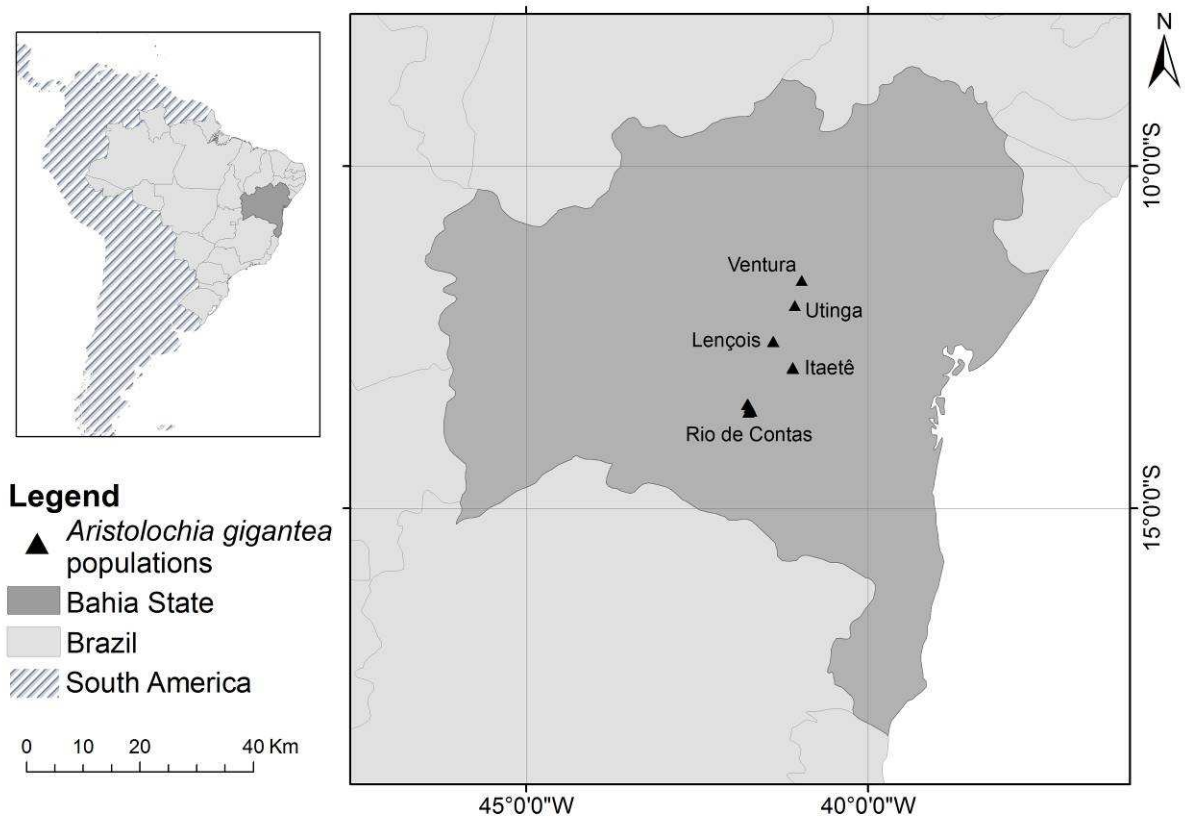 N
10°0'0"S
15°0'0"S
Ventura
Utinga
Lençois
Itaetê
Rio de Contas
45°0'0"W
40°0'0"W
Legend
Aristolochia gigantea
populations
Bahia State
Brazil
South America
0 10 20 40 Km